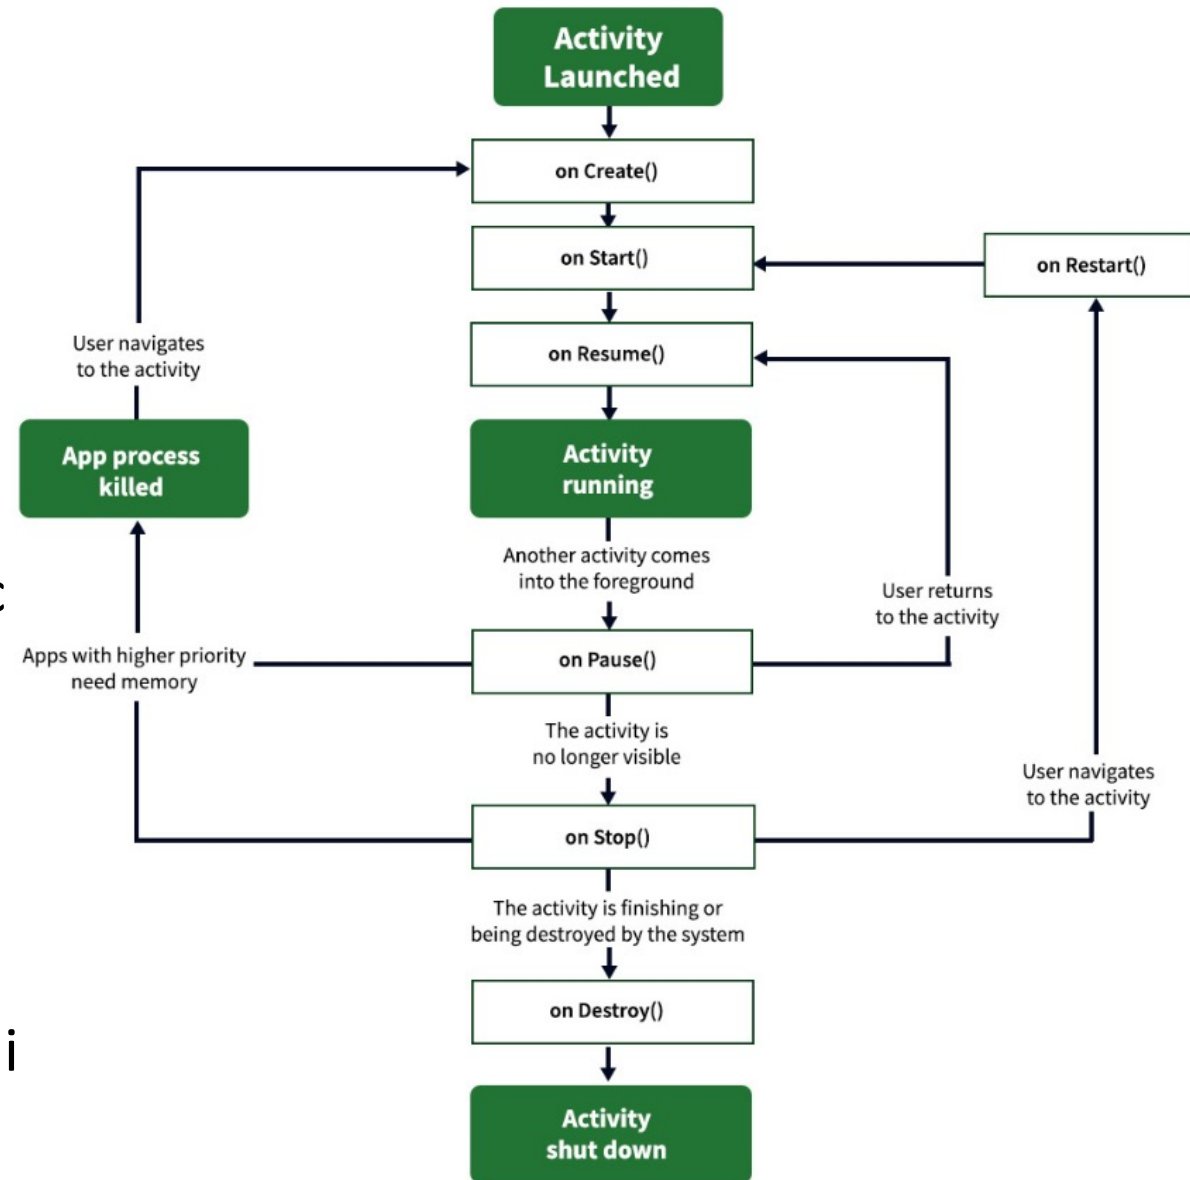 Activity
Launched
on Create()
on Start()
on Restart()
on Resume()
User navigates
to the activity
App process
killed
Activity
running
Another activity comes
into the foreground
c
User returns
to the activity
Apps with higher priority
need memory
on Pause()
The activity is
no longer visible
User navigates
to the activity
on Stop()
The activity is finishing or
being destroyed by the system
on Destroy()
i
Activity
shut down